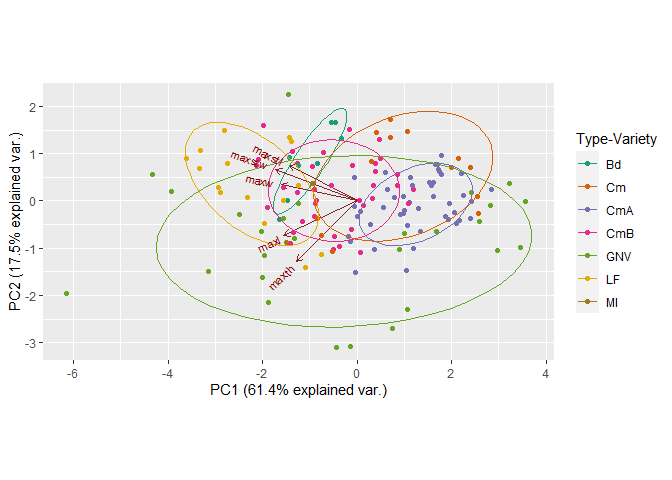 Type-Variety
Bd
Cm
CmA
CmB
GNV
LF
MI
2
1
0
-1
-2
-3
PC2 (17.5% explained var.)
maxw
maxl
maxth
-6
-4
-2
0
2
4
PC1 (61.4% explained var.)